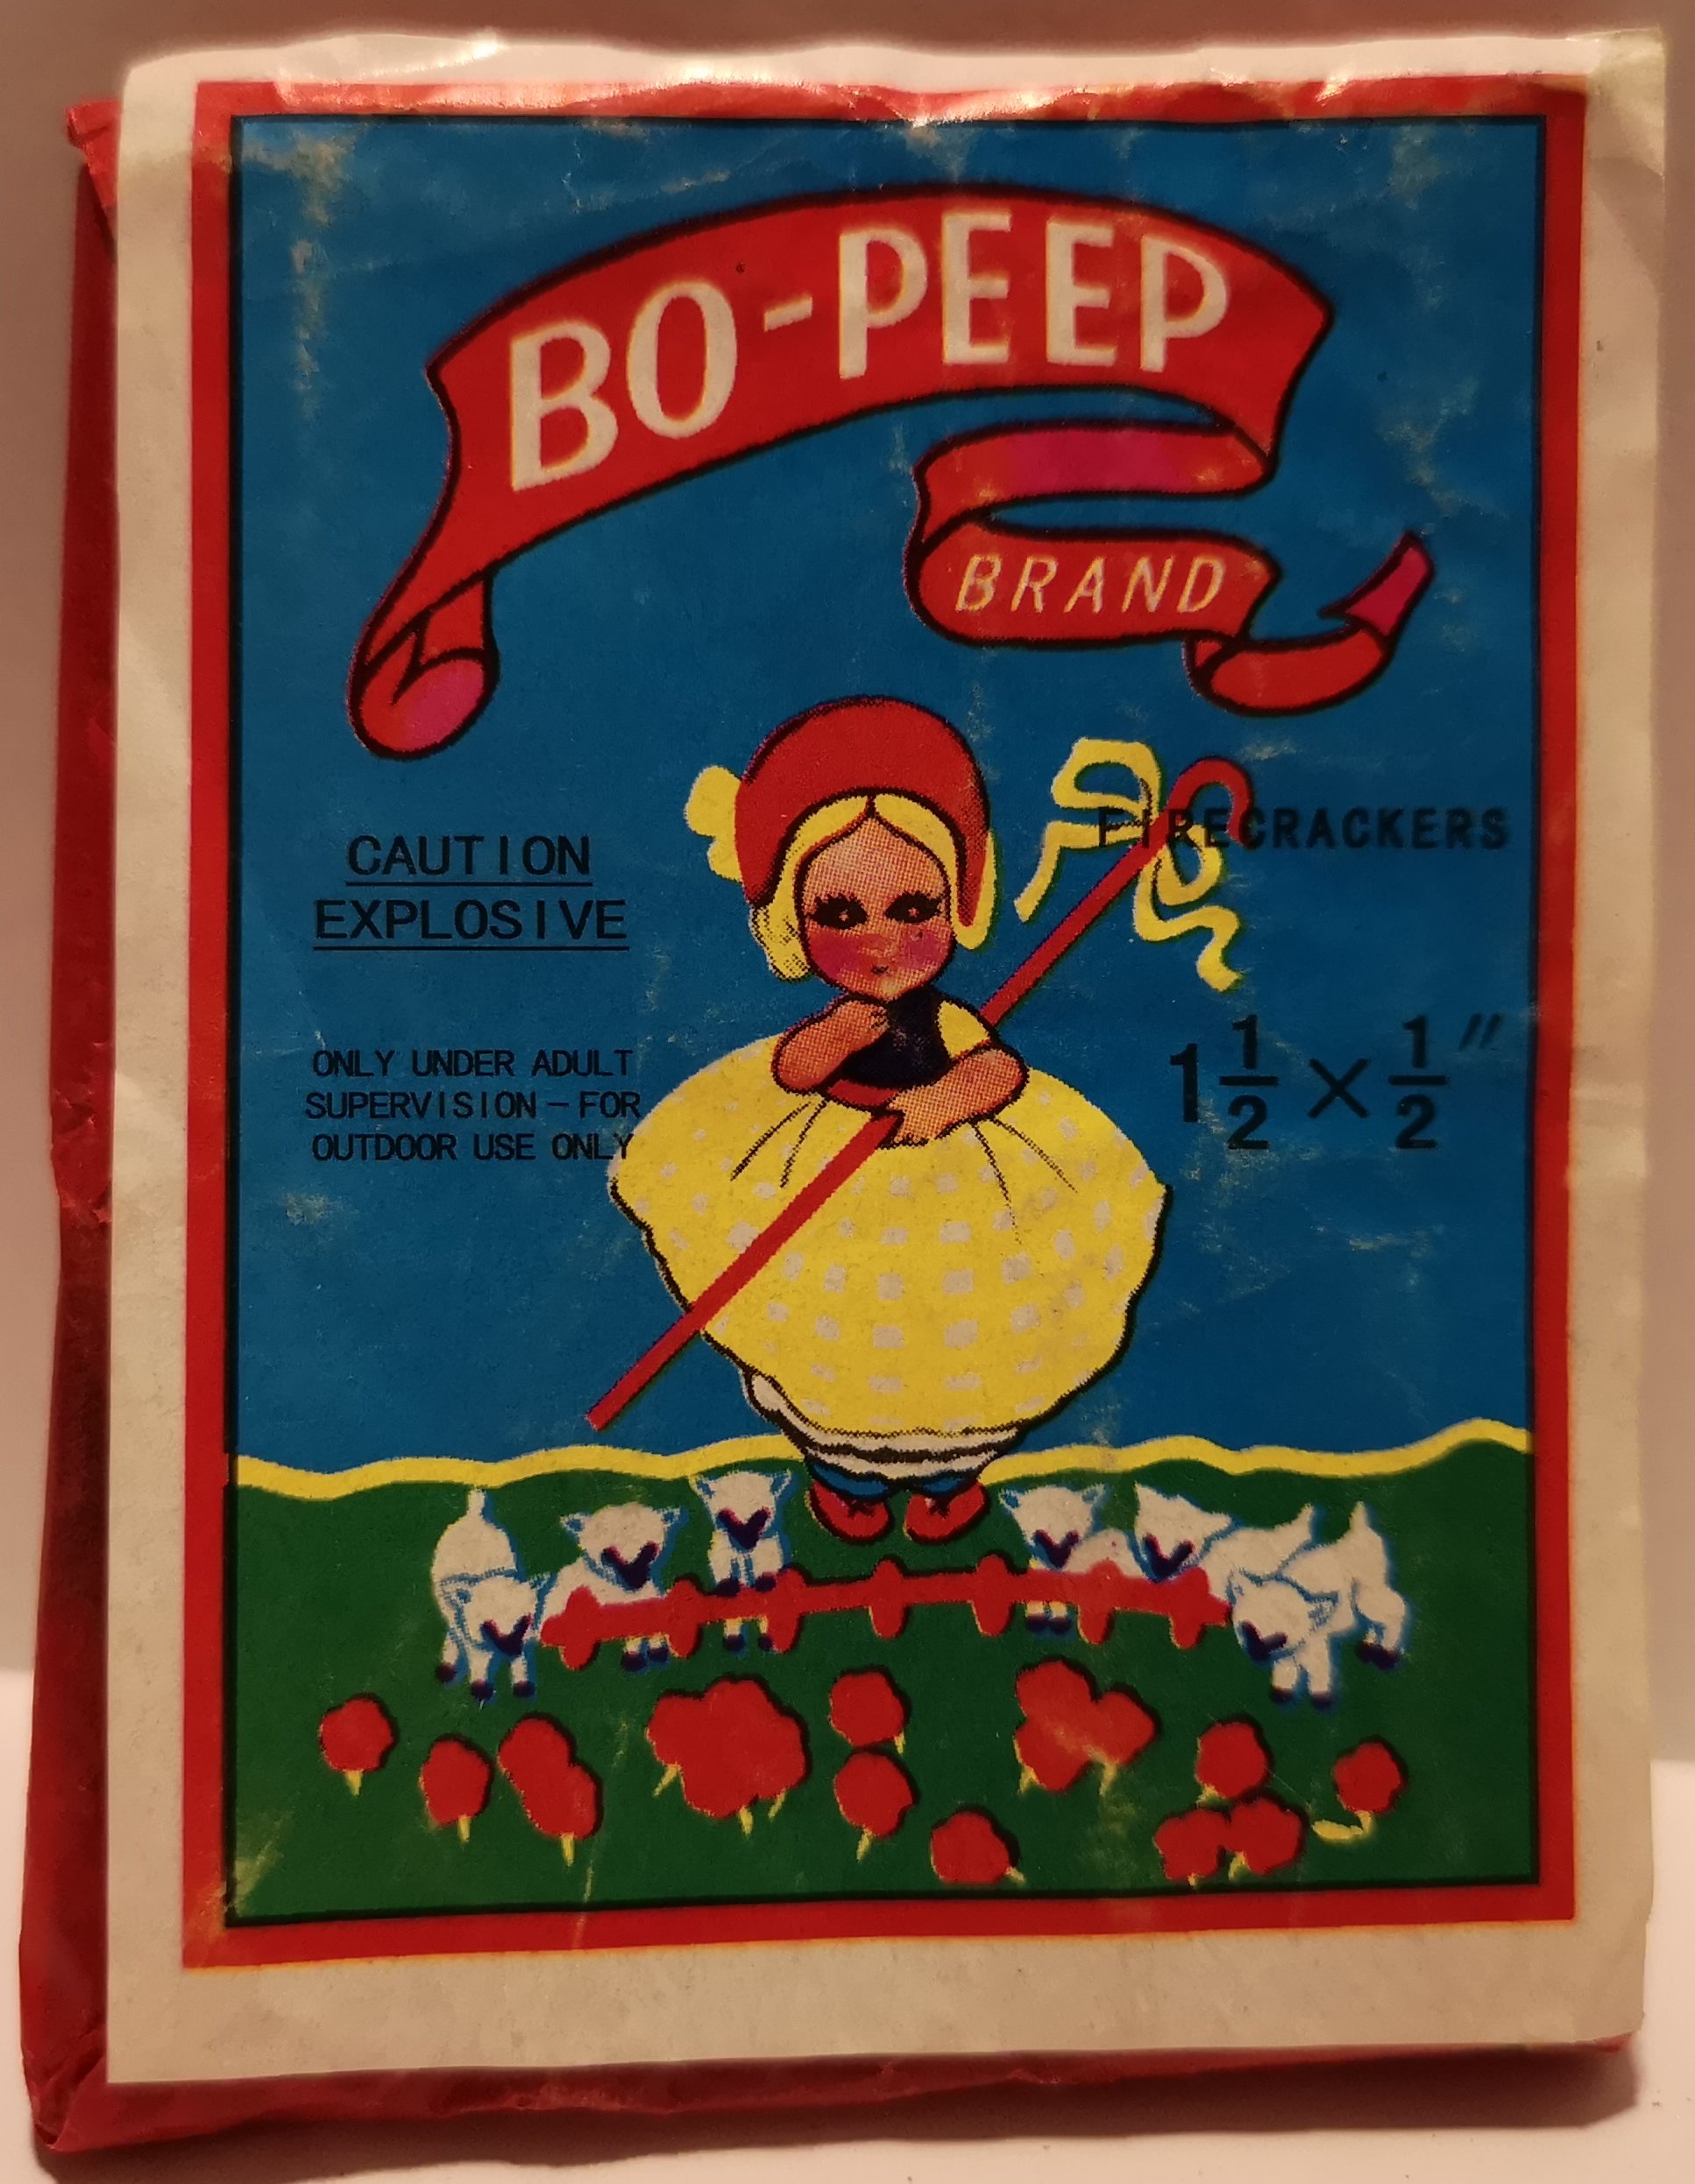 BO-PEEP
BRAND
FIRECRACKERS
CAUTION
EXPLOSIVE
1 1/2 × 1/2"
ONLY UNDER ADULT
SUPERVISION - FOR
OUTDOOR USE ONLY